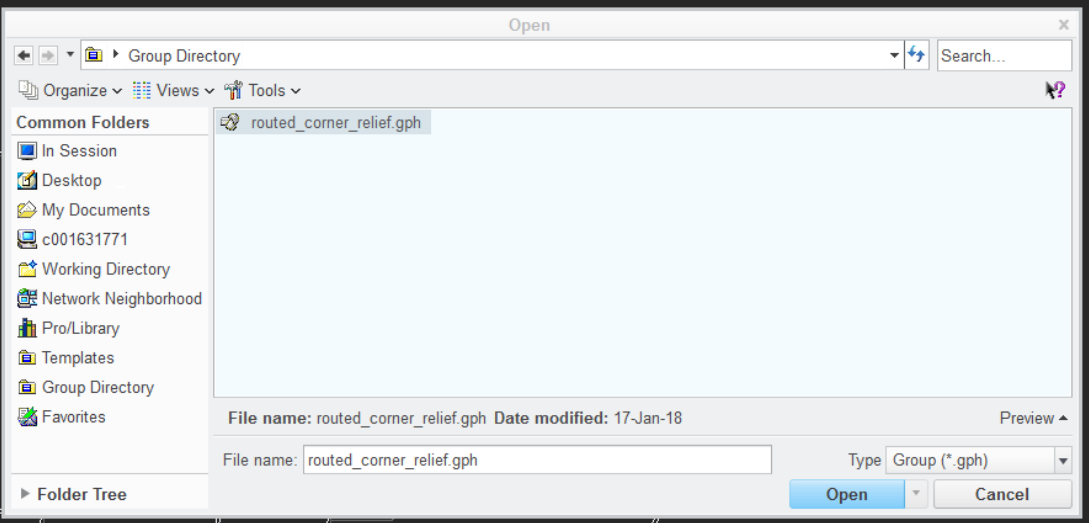 Open
Group Directory
Search...
Organize Views Tools
Common Folders
routed_corner_relief.gph
In Session
Desktop
My Documents
c001631771
Working Directory
Network Neighborhood
Pro/Library
Templates
Group Directory
Favorites
File name: routed_corner_relief.gph Date modified: 17-Jan-18 Preview
File name: routed_corner_relief.gph Type Group (*.gph)
Folder Tree
Open Cancel